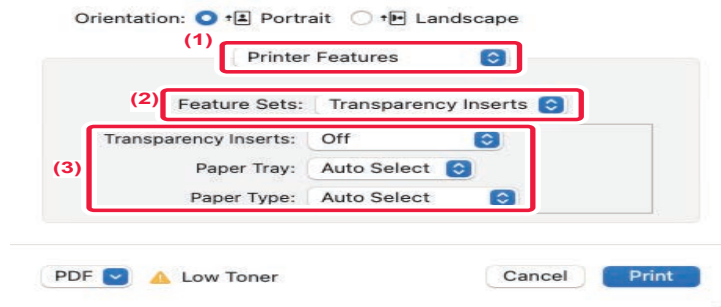 Orientation: Portrait Landscape
(1)
Printer Features
(2)
Feature Sets: Transparency Inserts
Transparency Inserts: Off
(3) Paper Tray: Auto Select
Paper Type: Auto Select
PDF Low Toner Cancel Print